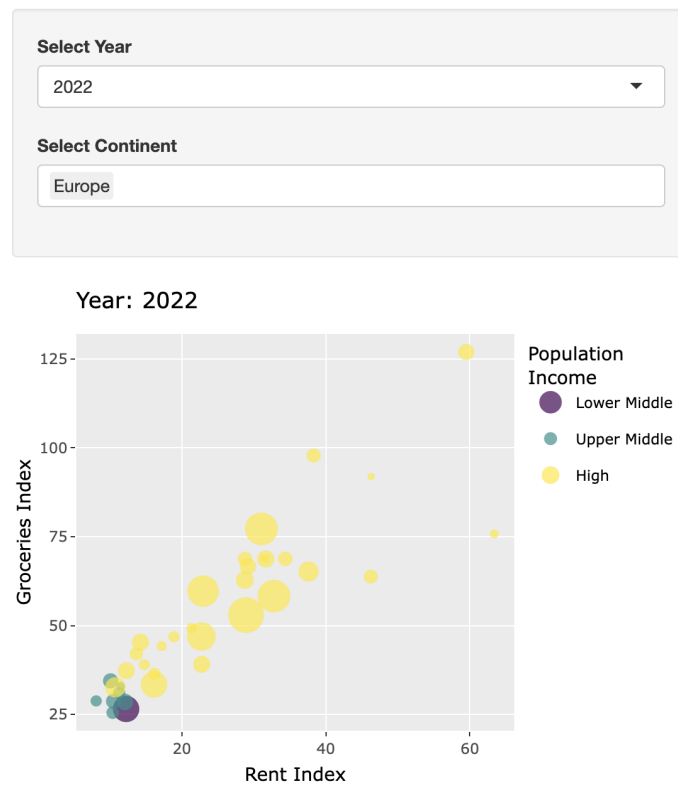 Select Year
2022
Select Continent
Europe
Year: 2022
125
100
75
50
25
Groceries Index
20 40 60
Rent Index
Population
Income
Lower Middle
Upper Middle
High